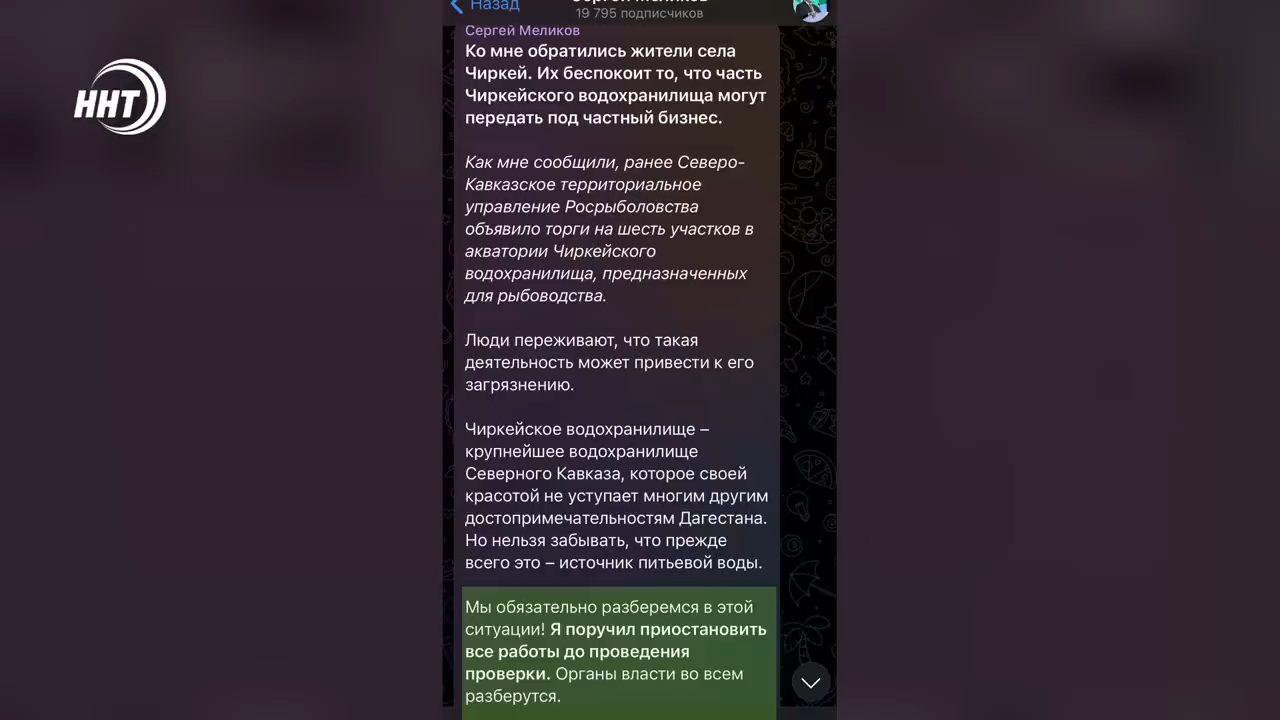 Назад
19 795 подписчиков
ННТ
Сергей Меликов
Ко мне обратились жители села
Чиркей. Их беспокоит то, что часть
Чиркейского водохранилища могут
передать под частный бизнес.
Как мне сообщили, ранее Северо-
Кавказское территориальное
управление Росрыболовства
объявило торги на шесть участков в
акватории Чиркейского
водохранилища, предназначенных
для рыбоводства.
Люди переживают, что такая
деятельность может привести к его
загрязнению.
Чиркейское водохранилище –
крупнейшее водохранилище
Северного Кавказа, которое своей
красотой не уступает многим другим
достопримечательностям Дагестана.
Но нельзя забывать, что прежде
всего это – источник питьевой воды.
Мы обязательно разберемся в этой
ситуации! Я поручил приостановить
все работы до проведения
проверки. Органы власти во всем
разберутся.